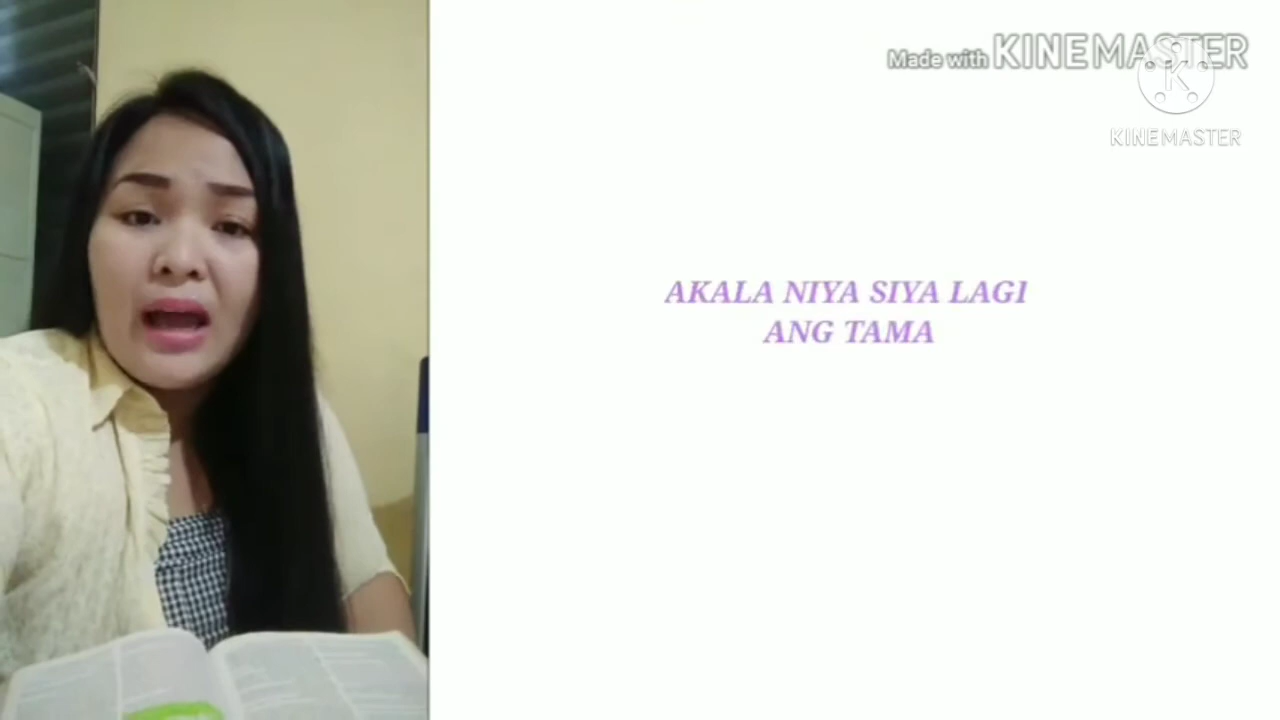 Made with KINEMASTER
K
KINEMASTER
AKALA NIYA SIYA LAGI
ANG TAMA